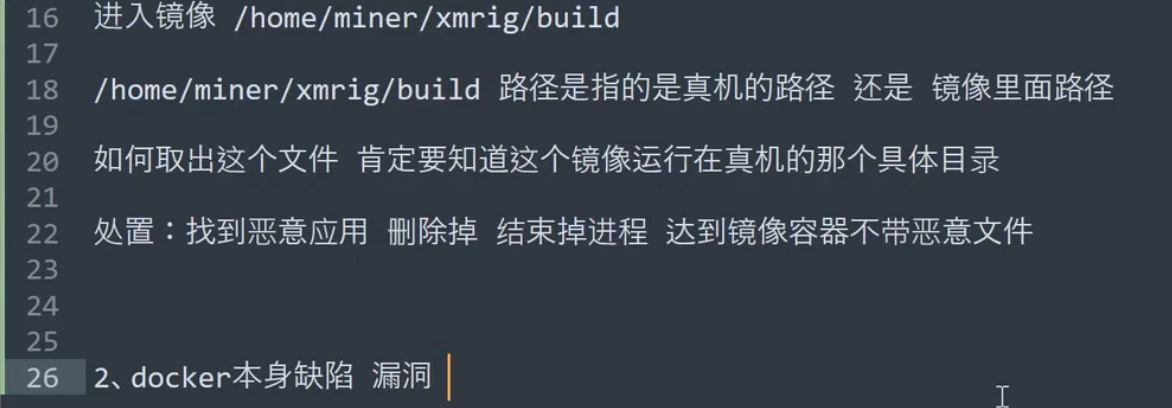 16 进入镜像 /home/miner/xmrig/build
17
18 /home/miner/xmrig/build 路径是指的是真机的路径 还是 镜像里面路径
19
20 如何取出这个文件 肯定要知道这个镜像运行在真机的那个具体目录
21
22 处置：找到恶意应用 删除掉 结束掉进程 达到镜像容器不带恶意文件
23
24
25
26 2、docker本身缺陷 漏洞